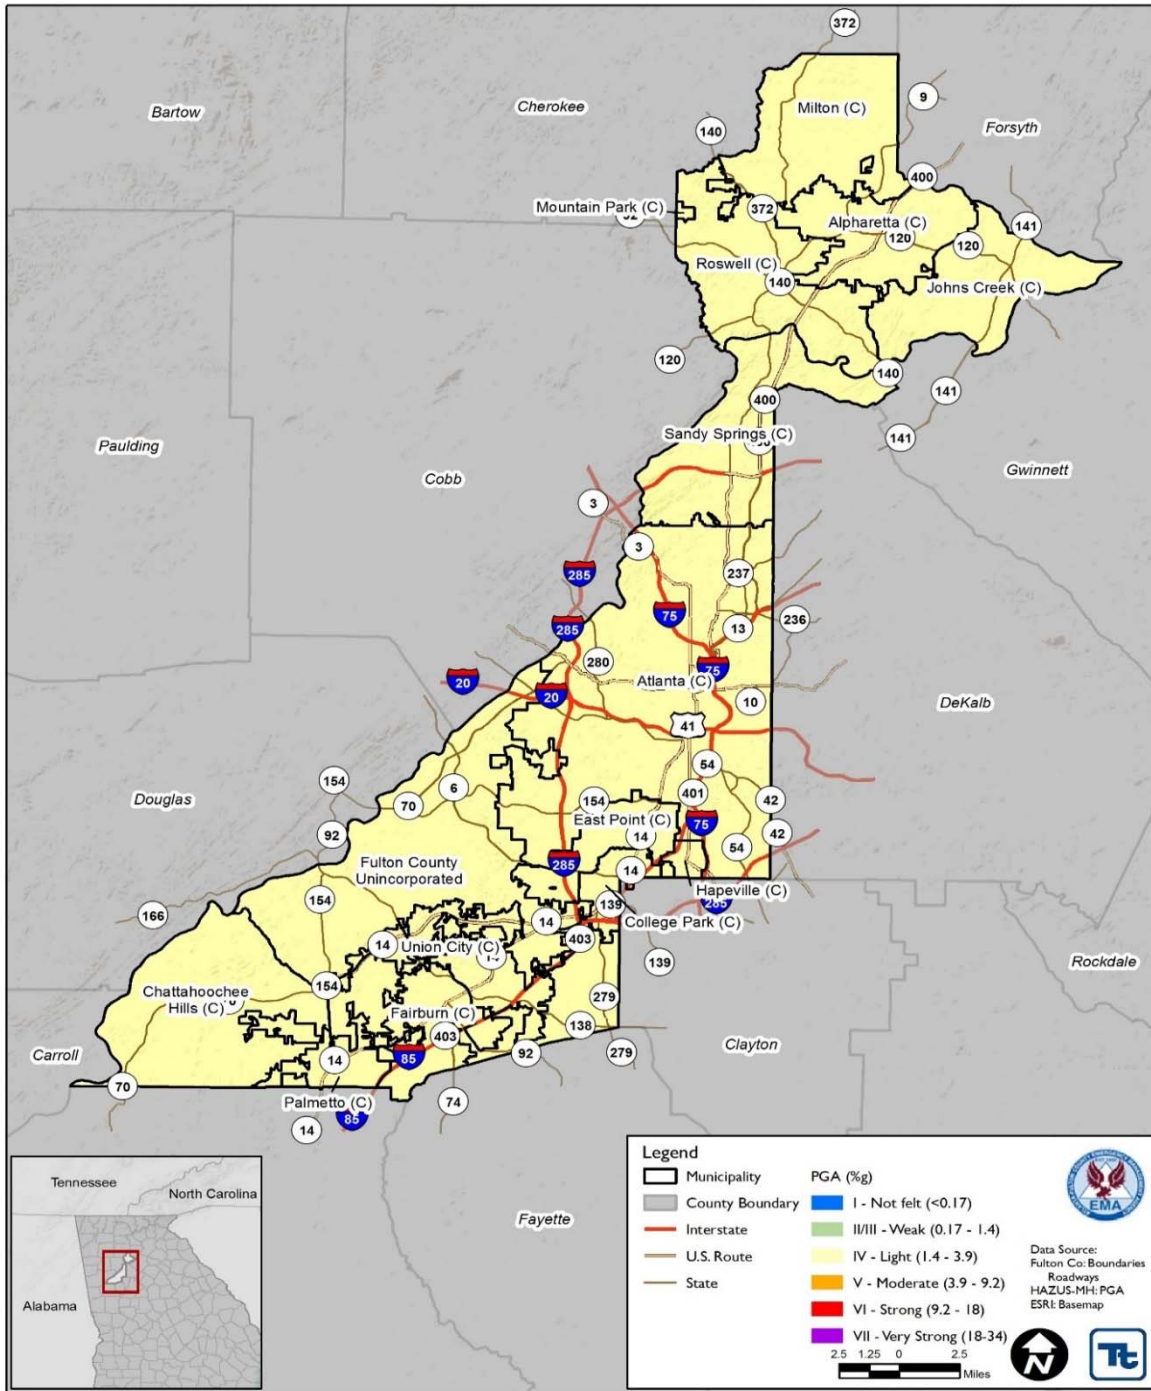 372
Bartow
Cherokee
Milton (C)
9
Forsyth
140
400
Mountain Park (C)
372
Alpharetta (C)
120
120
141
Roswell (C)
140
Johns Creek (C)
120
140
141
400
Sandy Springs (C)
141
Paulding
Cobb
Gwinnett
3
3
285
237
75
236
285
13
280
75
20
20
Atlanta (C)
10
DeKalb
41
54
154
6
401
42
Douglas
70
154
92
East Point (C)
75
42
14
54
285
Fulton County
Unincorporated
14
154
Hapeville (C)
285
166
139
College Park (C)
14
403
14
Union City (C)
139
Rockdale
154
279
Chattahoochee
Hills (C)
Fairburn (C)
138
403
Carroll
14
85
92
279
Clayton
70
Palmetto (C)
74
85
14
Fayette
Tennessee
North Carolina
Alabama
Legend
Municipality
County Boundary
Interstate
U.S. Route
State
PGA (%g)
I - Not felt (<0.17)
II/III - Weak (0.17 - 1.4)
IV - Light (1.4 - 3.9)
V - Moderate (3.9 - 9.2)
VI - Strong (9.2 - 18)
VII - Very Strong (18-34)
2.5 1.25 0 2.5
Miles
EMA
Data Source:
Fulton Co: Boundaries
Roadways
HAZUS-MH: PGA
ESRI: Basemap
N
Tt